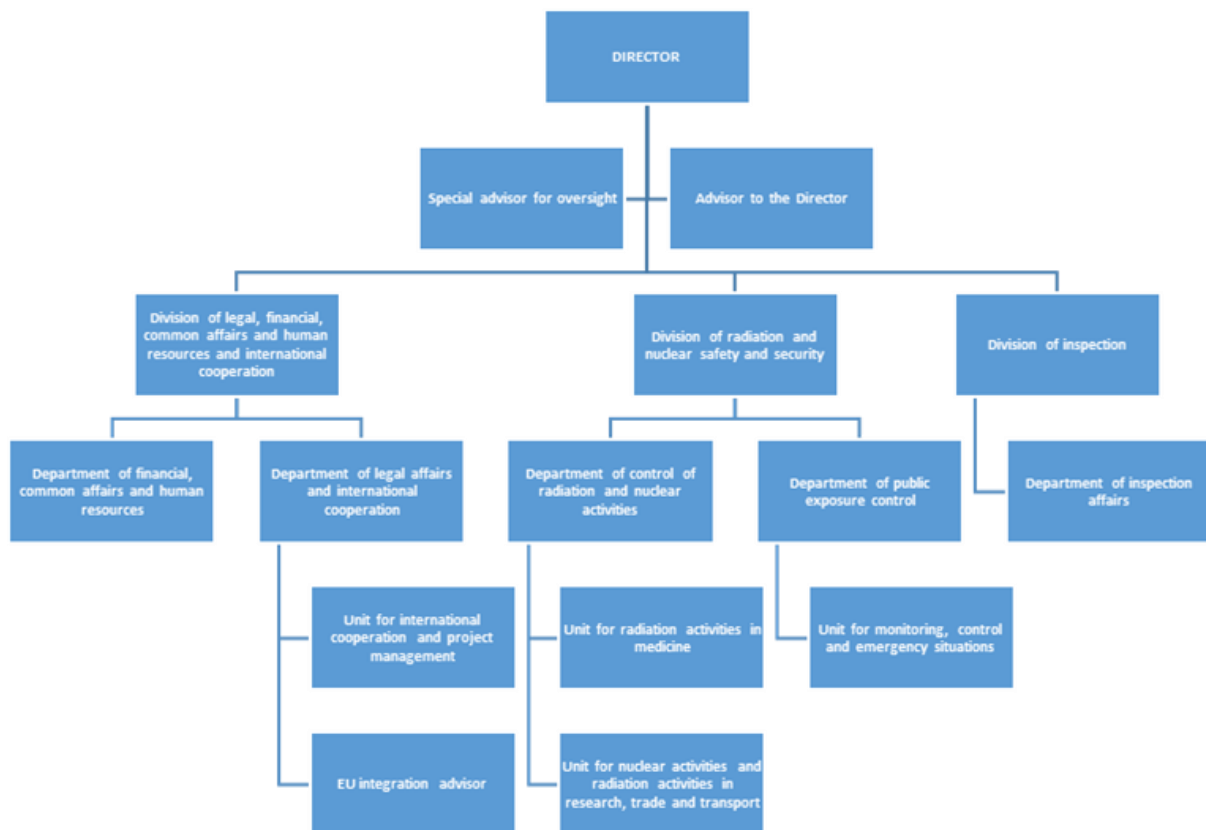 DIRECTOR
Special advisor for oversight
Advisor to the Director
Division of legal, financial,
common affairs and human
resources and international
cooperation
Division of radiation and
nuclear safety and security
Division of inspection
Department of financial,
common affairs and human
resources
Department of legal affairs
and international
cooperation
Department of control of
radiation and nuclear
activities
Department of public
exposure control
Department of inspection
affairs
Unit for international
cooperation and project
management
Unit for radiation activities in
medicine
Unit for monitoring, control
and emergency situations
EU integration advisor
Unit for nuclear activities and
radiation activities in
research, trade and transport